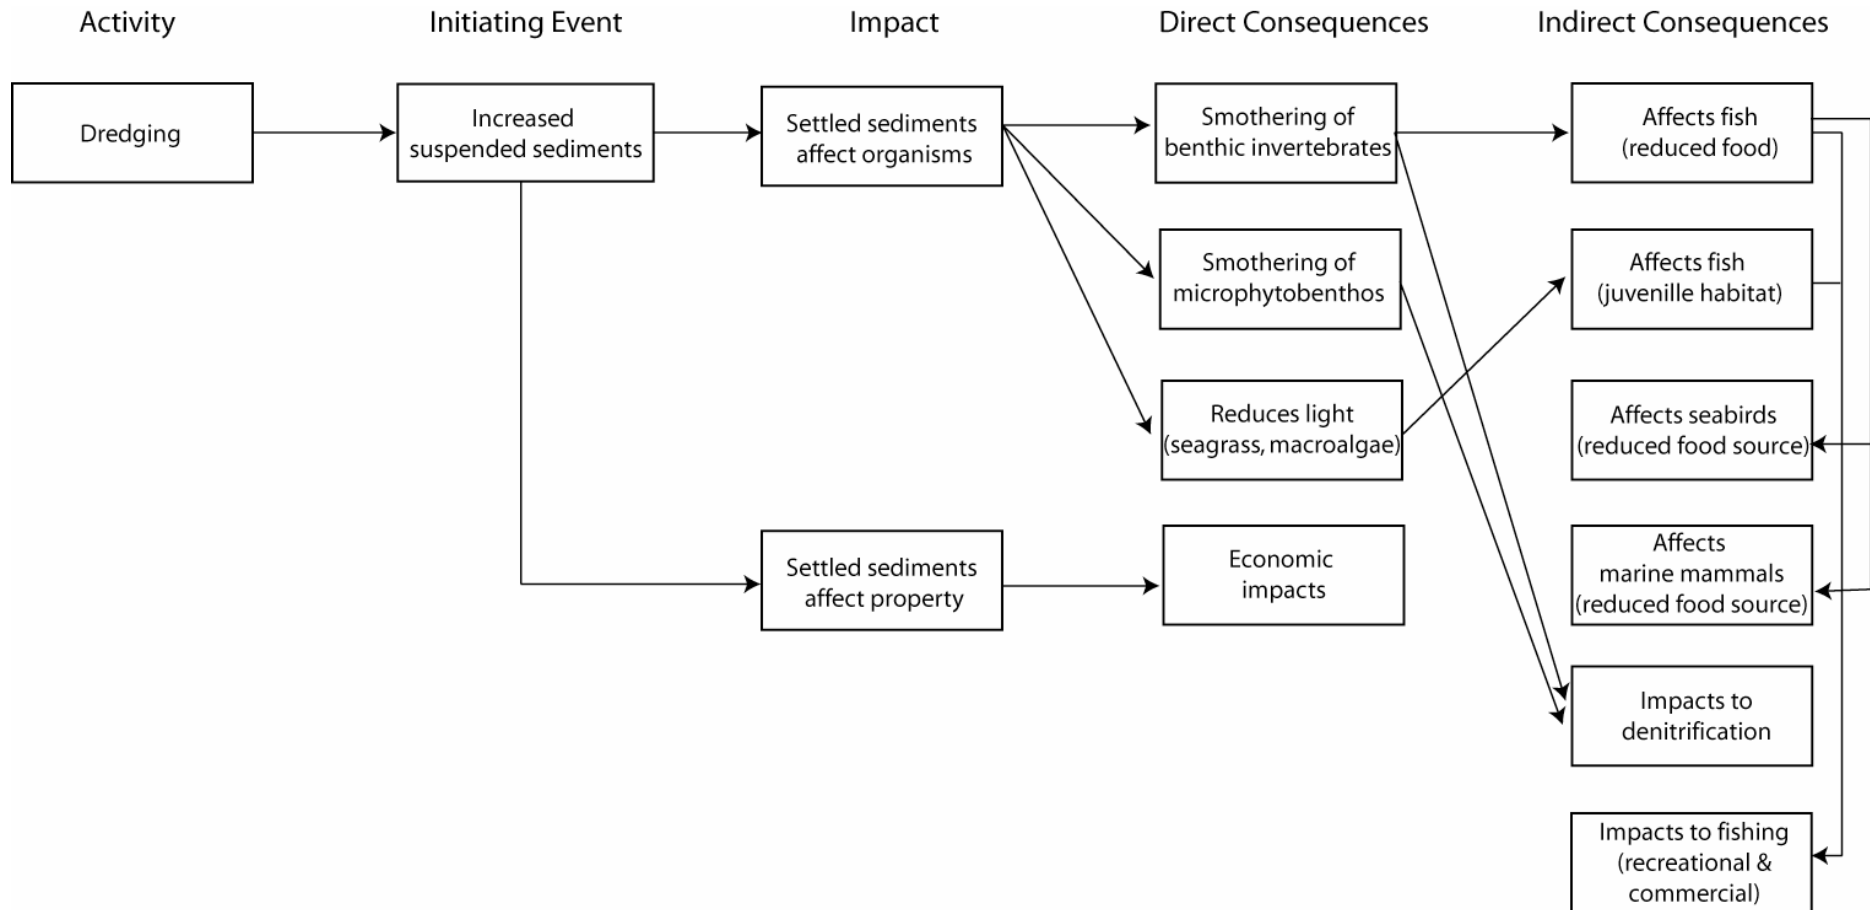 Activity
Initiating Event
Impact
Direct Consequences
Indirect Consequences
Dredging
Increased
suspended sediments
Settled sediments
affect organisms
Smothering of
benthic invertebrates
Affects fish
(reduced food)
Smothering of
microphytobenthos
Affects fish
(juvenille habitat)
Reduces light
(seagrass, macroalgae)
Affects seabirds
(reduced food source)
Settled sediments
affect property
Economic
impacts
Affects
marine mammals
(reduced food source)
Impacts to
denitrification
Impacts to fishing
(recreational &
commercial)